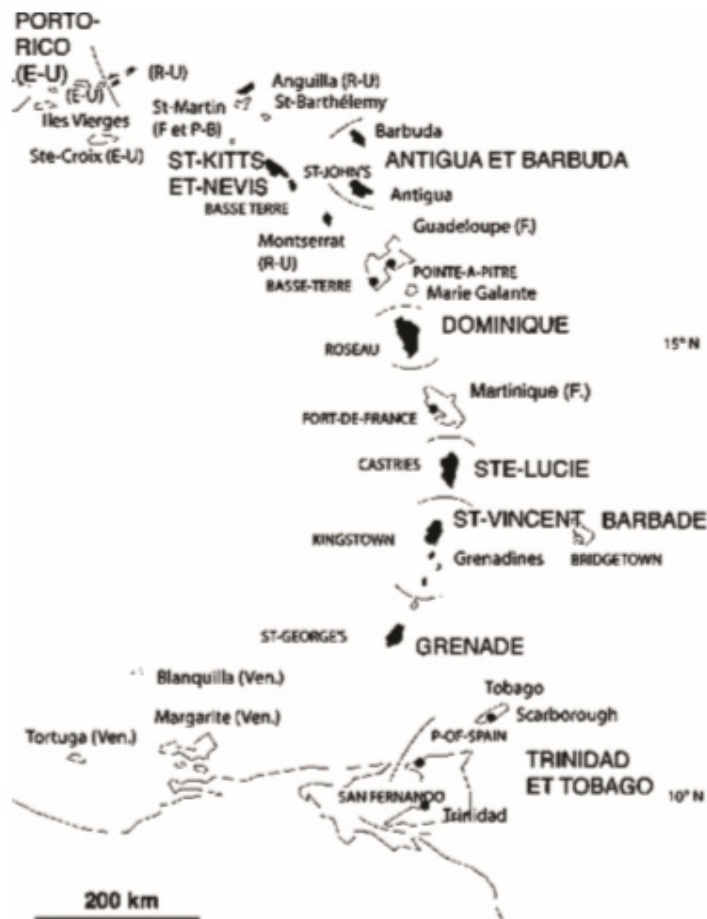 PORTO-
RICO
(E-U)
(R-U)
(E-U)
Iles Vierges
Ste-Croix (E-U)
Anguilla (R-U)
St-Martin
(F et P-B)
St-Barthélemy
Barbuda
ST-KITTS
ET-NEVIS
BASSE TERRE
ST-JOHN'S
ANTIGUA ET BARBUDA
Antigua
Montserrat
(R-U)
Guadeloupe (F.)
POINTE-A-PITRE
BASSE-TERRE
Marie Galante
DOMINIQUE
ROSEAU
15° N
Martinique (F.)
FORT-DE-FRANCE
CASTRIES
STE-LUCIE
ST-VINCENT
BARBADE
KINGSTOWN
Grenadines
BRIDGETOWN
ST-GEORGE'S
GRENADE
Blanquilla (Ven.)
Margarite (Ven.)
Tortuga (Ven.)
Tobago
Scarborough
P-OF-SPAIN
TRINIDAD
ET TOBAGO
SAN FERNANDO
Trinidad
10° N
200 km